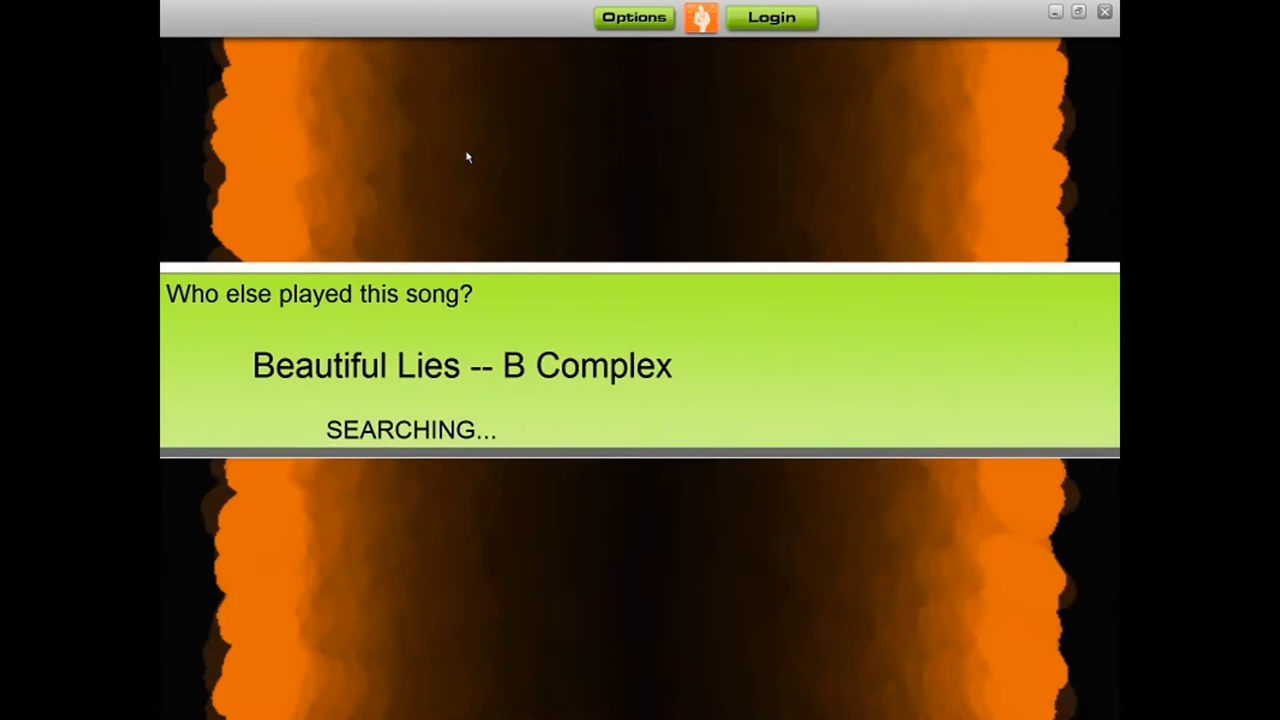 Options
Login
Who else played this song?
Beautiful Lies -- B Complex
SEARCHING...